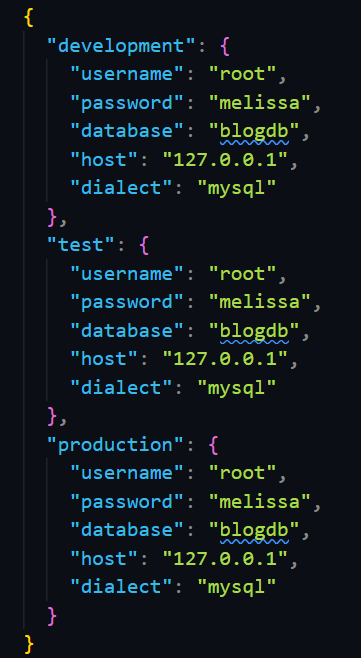 {
  "development": {
    "username": "root",
    "password": "melissa",
    "database": "blogdb",
    "host": "127.0.0.1",
    "dialect": "mysql"
  },
  "test": {
    "username": "root",
    "password": "melissa",
    "database": "blogdb",
    "host": "127.0.0.1",
    "dialect": "mysql"
  },
  "production": {
    "username": "root",
    "password": "melissa",
    "database": "blogdb",
    "host": "127.0.0.1",
    "dialect": "mysql"
  }
}